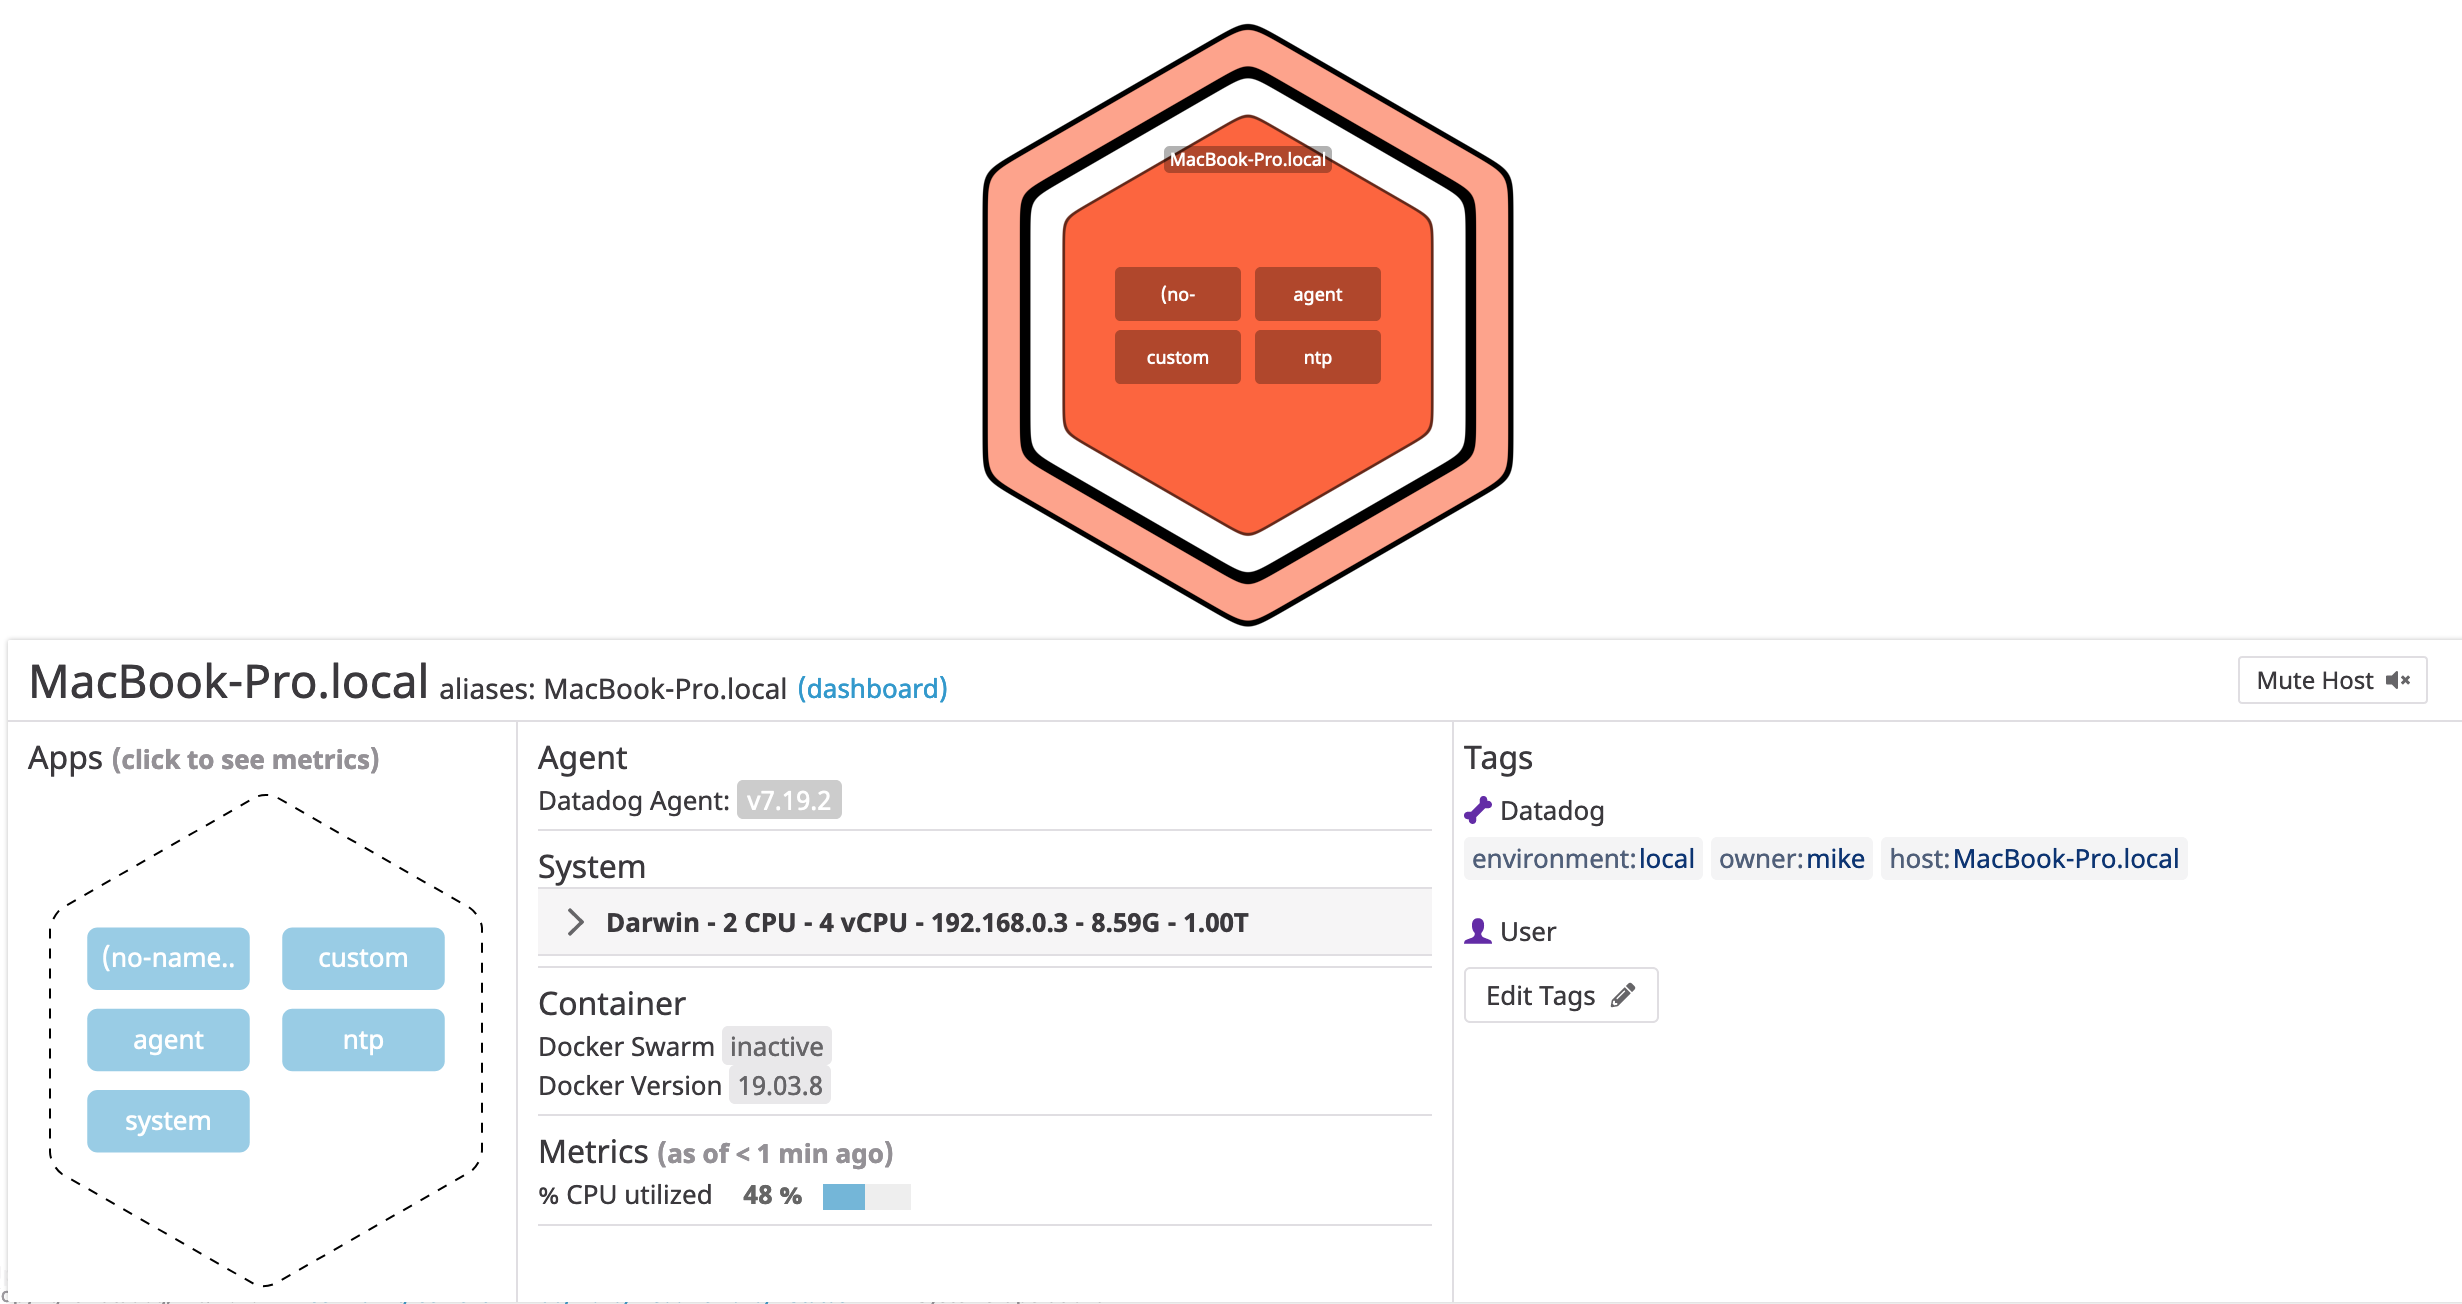 MacBook-Pro.local
(no-
agent
custom
ntp
MacBook-Pro.local aliases: MacBook-Pro.local (dashboard)
Mute Host
Apps (click to see metrics)
(no-name..
custom
agent
ntp
system
Agent
Datadog Agent: v7.19.2
System
Darwin - 2 CPU - 4 vCPU - 192.168.0.3 - 8.59G - 1.00T
Container
Docker Swarm inactive
Docker Version 19.03.8
Metrics (as of < 1 min ago)
% CPU utilized 48 %
Tags
Datadog
environment:local owner:mike host:MacBook-Pro.local
User
Edit Tags